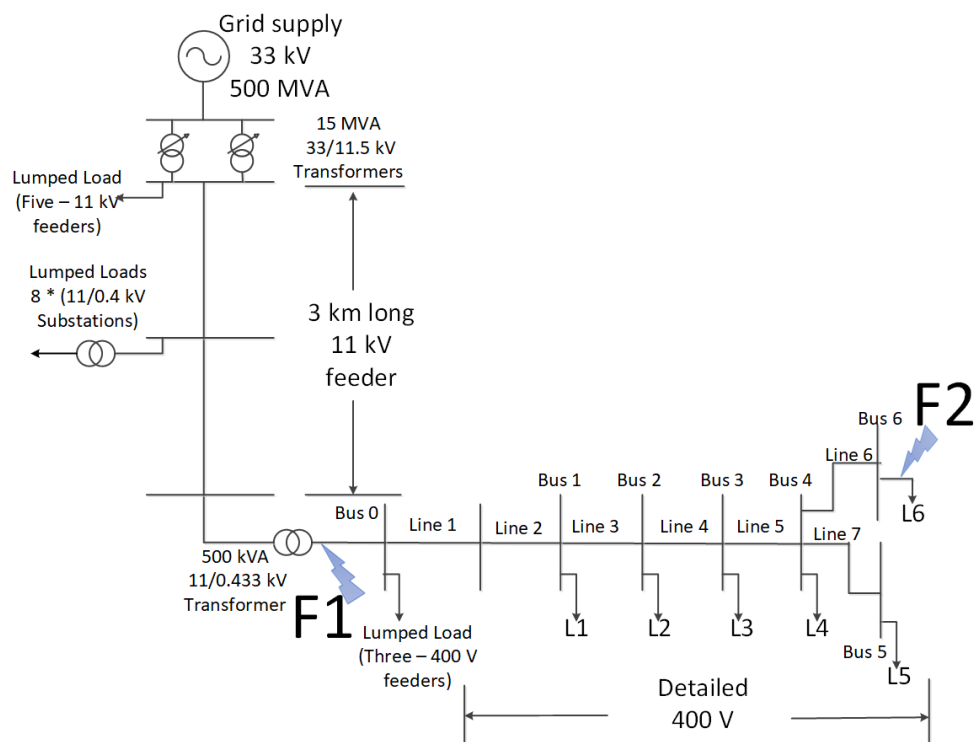 Grid supply
33 kV
500 MVA
15 MVA
33/11.5 kV
Transformers
Lumped Load
(Five – 11 kV
feeders)
Lumped Loads
8 * (11/0.4 kV
Substations)
3 km long
11 kV
feeder
F2
Bus 6
Line 6
L6
Bus 0
Line 1
Line 2
Bus 1
Line 3
Bus 2
Line 4
Bus 3
Line 5
Bus 4
Line 7
500 kVA
11/0.433 kV
Transformer
F1
Lumped Load
(Three – 400 V
feeders)
L1
L2
L3
L4
Bus 5
L5
Detailed
400 V